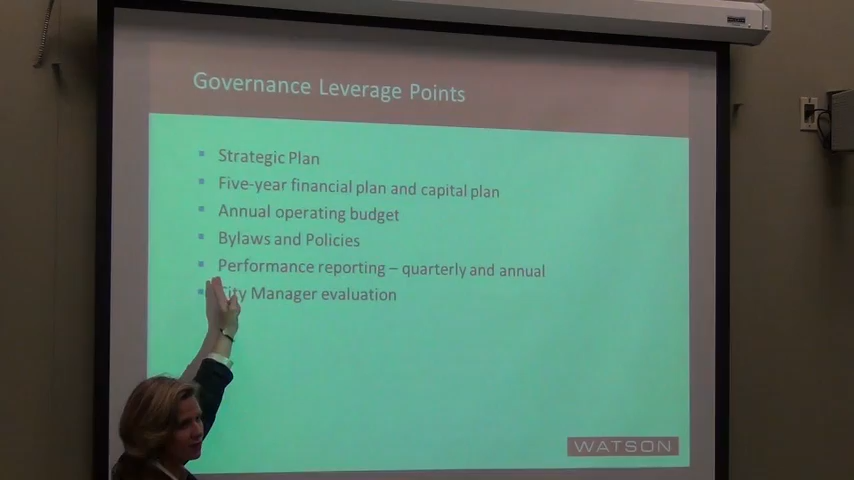 Governance Leverage Points
Strategic Plan
Five-year financial plan and capital plan
Annual operating budget
Bylaws and Policies
Performance reporting – quarterly and annual
City Manager evaluation
WATSON